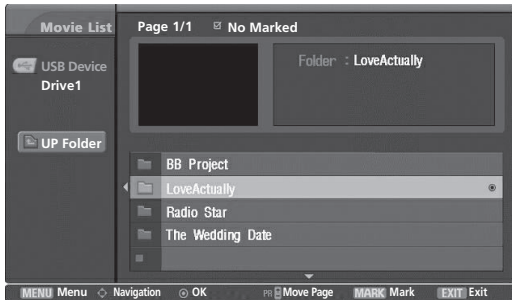 Movie List
Page 1/1 No Marked
USB Device
Drive1
UP Folder
Folder : LoveActually
BB Project
LoveActually
Radio Star
The Wedding Date
MENU Menu Navigation OK PR Move Page MARK Mark EXIT Exit